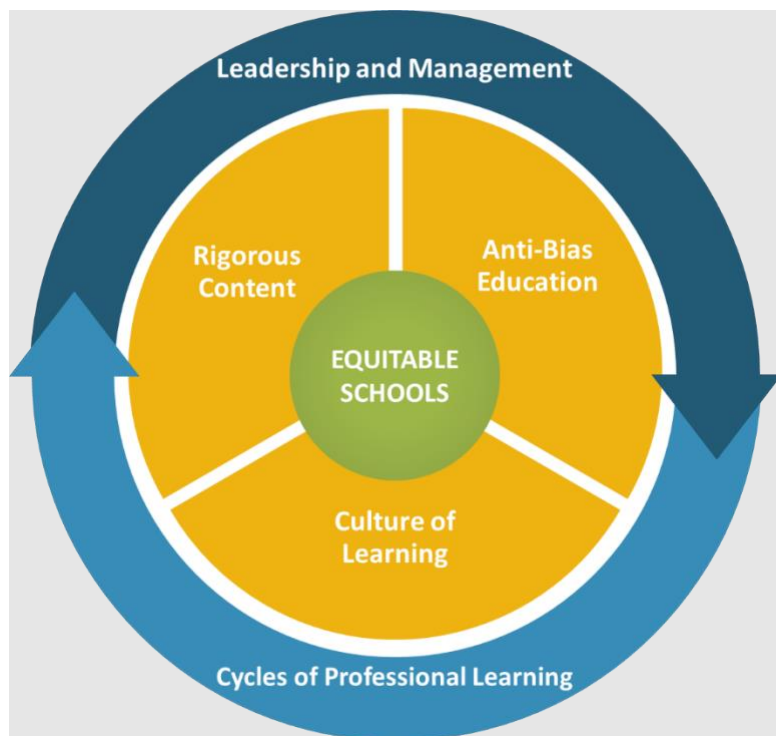 Leadership and Management
Rigorous
Content
Anti-Bias
Education
EQUITABLE
SCHOOLS
Culture of
Learning
Cycles of Professional Learning